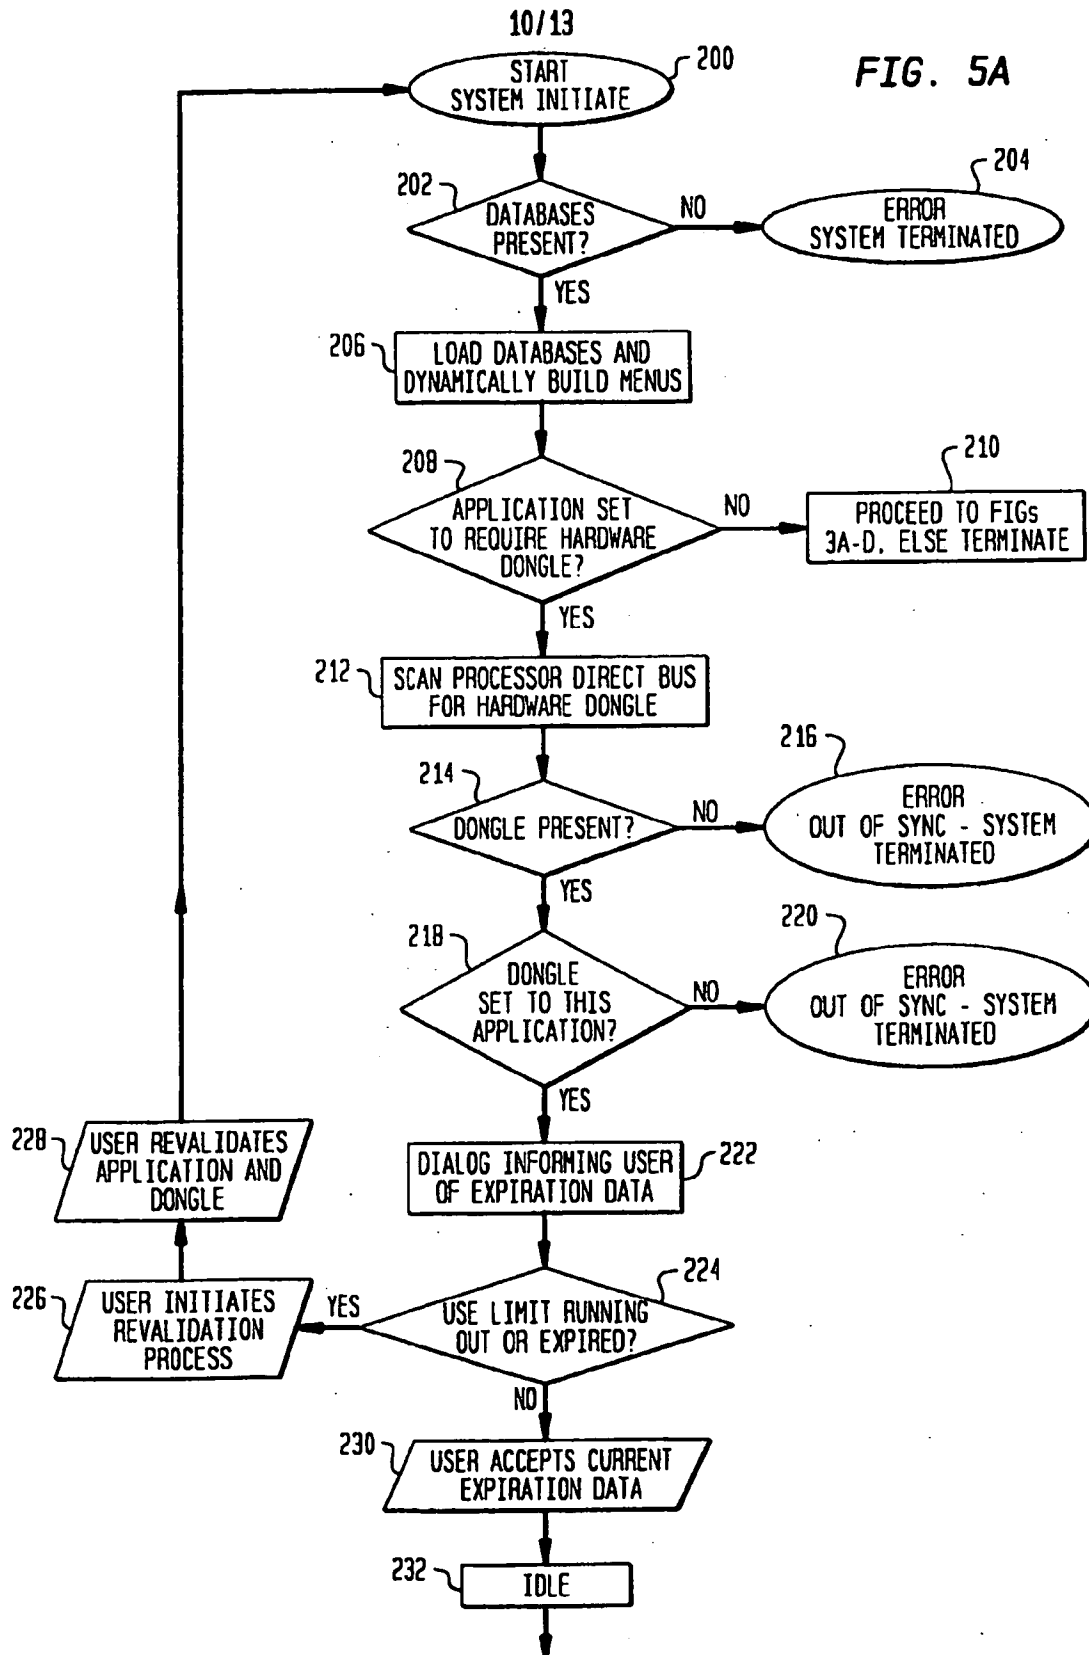 10/13
FIG. 5A
START
SYSTEM INITIATE
200
202
DATABASES
PRESENT?
NO
204
ERROR
SYSTEM TERMINATED
YES
206
LOAD DATABASES AND
DYNAMICALLY BUILD MENUS
208
APPLICATION SET
TO REQUIRE HARDWARE
DONGLE?
NO
210
PROCEED TO FIGs
3A-D. ELSE TERMINATE
YES
212
SCAN PROCESSOR DIRECT BUS
FOR HARDWARE DONGLE
214
DONGLE PRESENT?
NO
216
ERROR
OUT OF SYNC - SYSTEM
TERMINATED
YES
218
DONGLE
SET TO THIS
APPLICATION?
NO
220
ERROR
OUT OF SYNC - SYSTEM
TERMINATED
YES
228
USER REVALIDATES
APPLICATION AND
DONGLE
DIALOG INFORMING USER
OF EXPIRATION DATA
222
226
USER INITIATES
REVALIDATION
PROCESS
YES
USE LIMIT RUNNING
OUT OR EXPIRED?
224
NO
230
USER ACCEPTS CURRENT
EXPIRATION DATA
232
IDLE